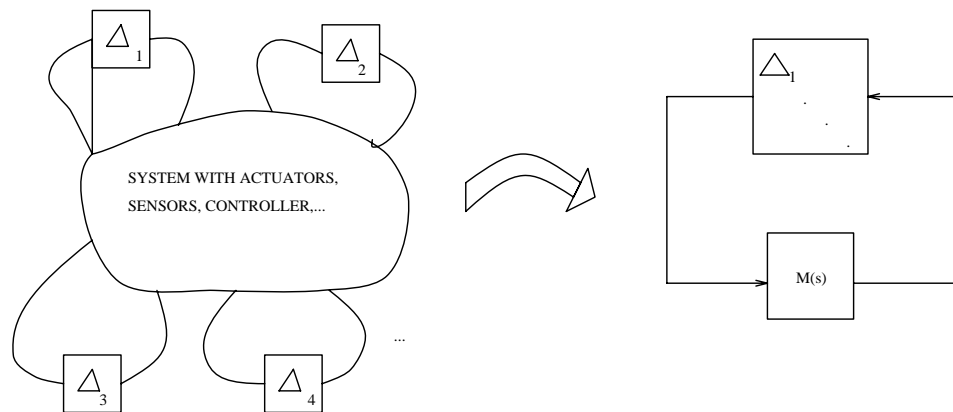 Δ1
Δ2
SYSTEM WITH ACTUATORS,
SENSORS, CONTROLLER,...
Δ3
Δ4
...
Δ1
. . .
M(s)